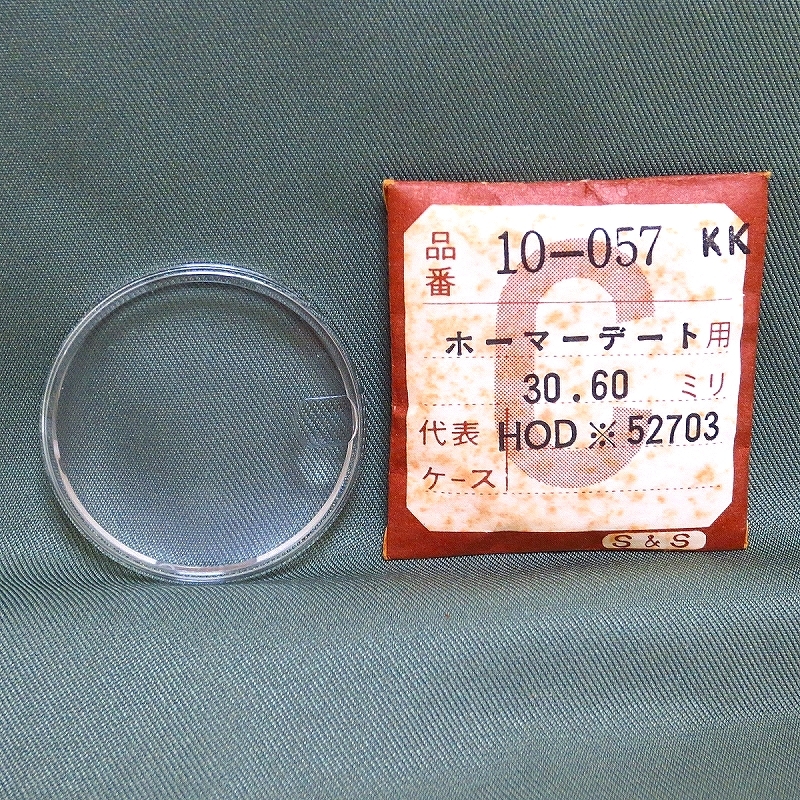 品番 10-057 KK
ホーマーデート用
30.60 ミリ
代表 HOD※52703
ケース
C
S&S